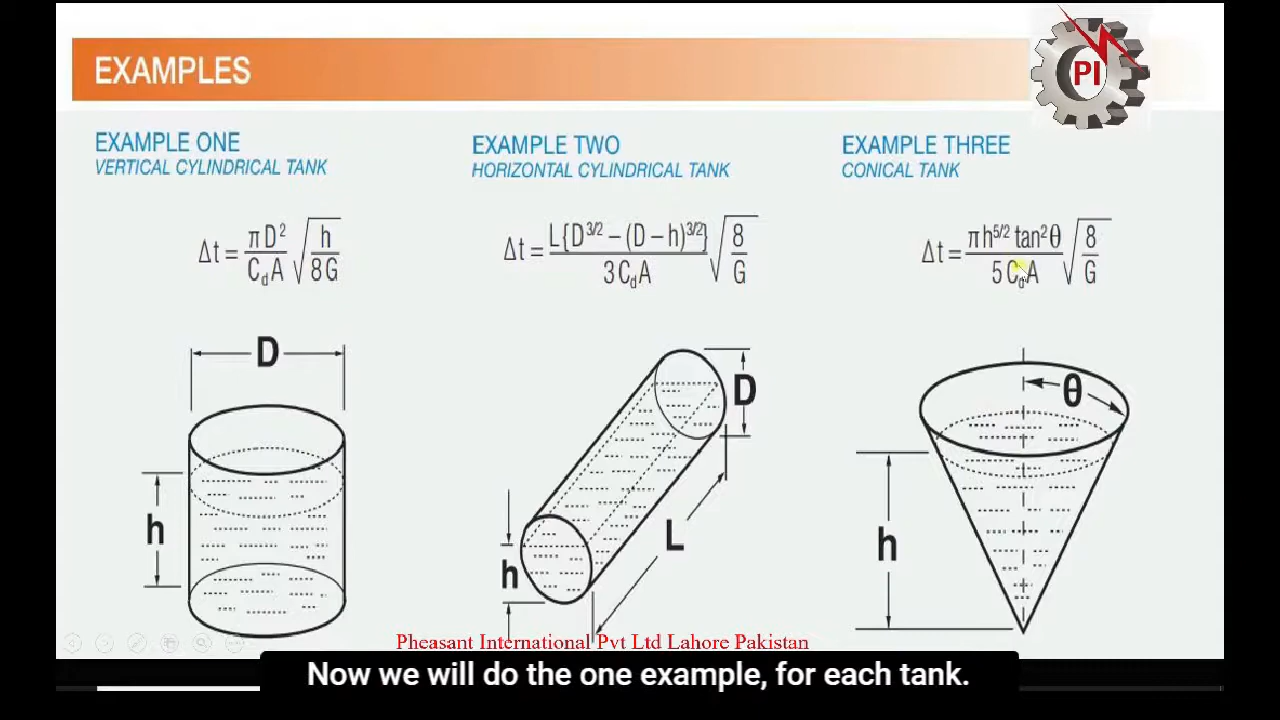 EXAMPLES
PI
EXAMPLE ONE
VERTICAL CYLINDRICAL TANK
Δt = πD² / C_dA √(h / 8G)
D
h
EXAMPLE TWO
HORIZONTAL CYLINDRICAL TANK
Δt = L{D^3/2 – (D – h)^3/2} / 3C_dA √(8 / G)
D
L
h
EXAMPLE THREE
CONICAL TANK
Δt = πh^5/2 tan²θ / 5C_dA √(8 / G)
θ
h
Pheasant International Pvt Ltd Lahore Pakistan
Now we will do the one example, for each tank.